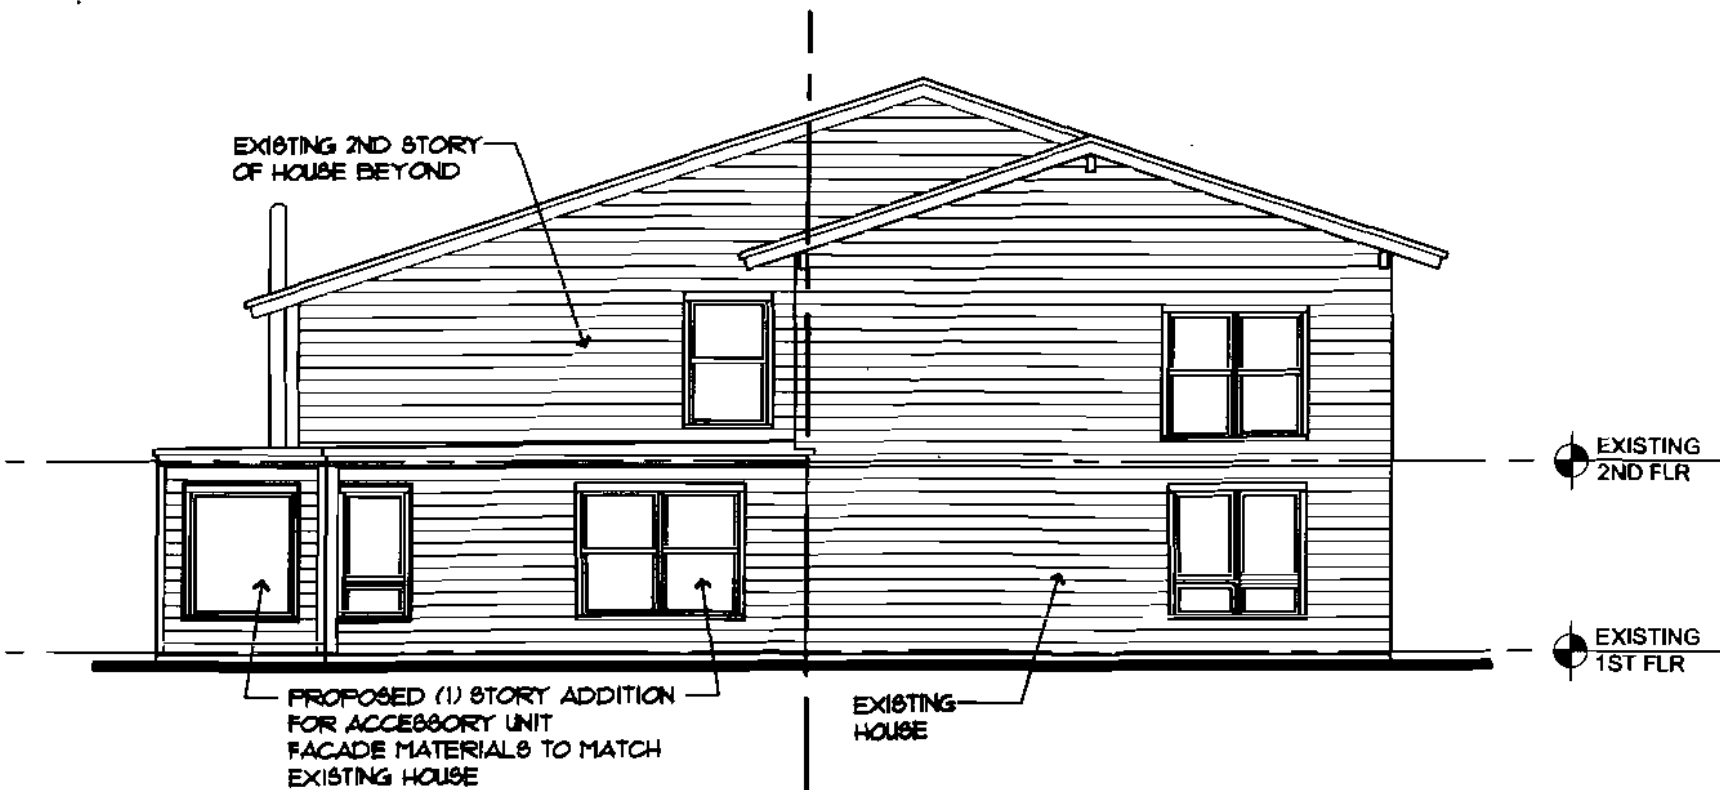 EXISTING 2ND STORY
OF HOUSE BEYOND
EXISTING
2ND FLR
EXISTING
1ST FLR
PROPOSED (1) STORY ADDITION
FOR ACCESSORY UNIT
FACADE MATERIALS TO MATCH
EXISTING HOUSE
EXISTING
HOUSE